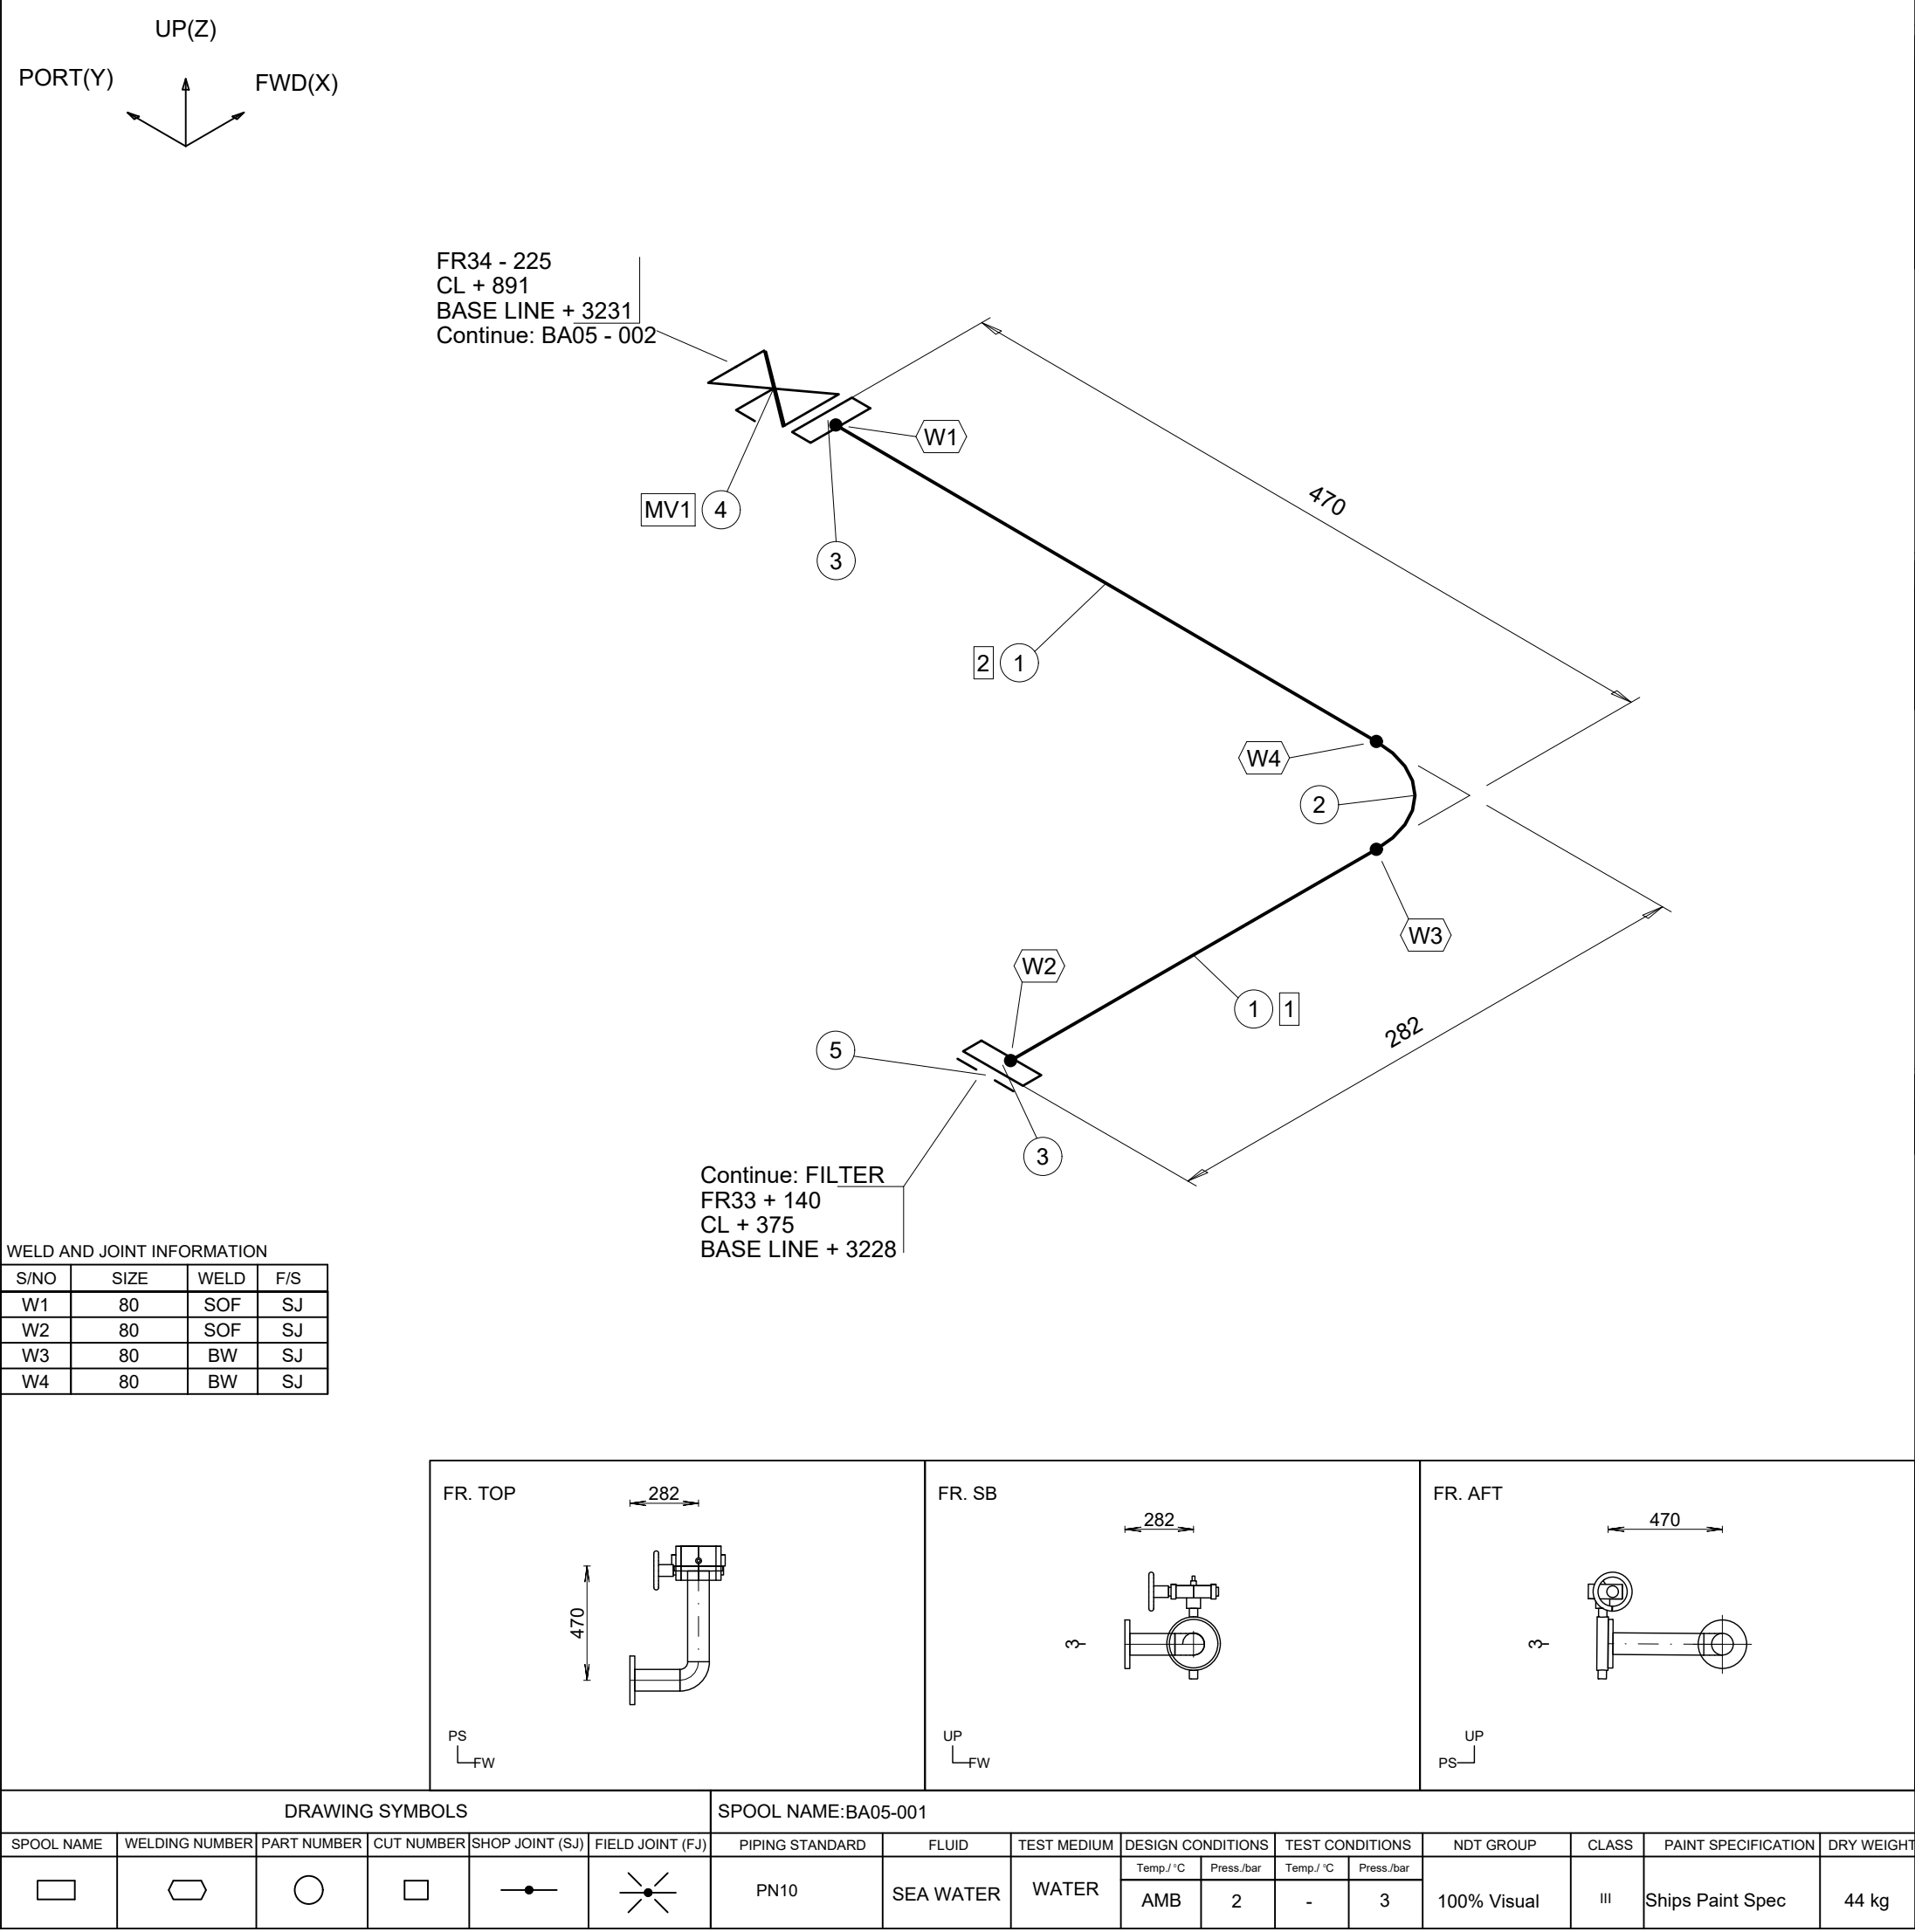 UP(Z)
PORT(Y)
FWD(X)
FR34 - 225
CL + 891
BASE LINE + 3231
Continue: BA05 - 002
W1
470
MV1 4
3
2 1
W4
2
W3
W2
1 1
282
5
3
Continue: FILTER
FR33 + 140
CL + 375
BASE LINE + 3228
WELD AND JOINT INFORMATION
S/NO SIZE WELD F/S
W1 80 SOF SJ
W2 80 SOF SJ
W3 80 BW SJ
W4 80 BW SJ
FR. TOP
282
470
PS
FW
FR. SB
282
3
UP
FW
FR. AFT
470
3
UP
PS
DRAWING SYMBOLS
SPOOL NAME:BA05-001
SPOOL NAME WELDING NUMBER PART NUMBER CUT NUMBER SHOP JOINT (SJ) FIELD JOINT (FJ) PIPING STANDARD FLUID TEST MEDIUM DESIGN CONDITIONS TEST CONDITIONS NDT GROUP CLASS PAINT SPECIFICATION DRY WEIGHT
Temp./ °C Press./bar Temp./ °C Press./bar
PN10 SEA WATER WATER AMB 2 - 3 100% Visual III Ships Paint Spec 44 kg